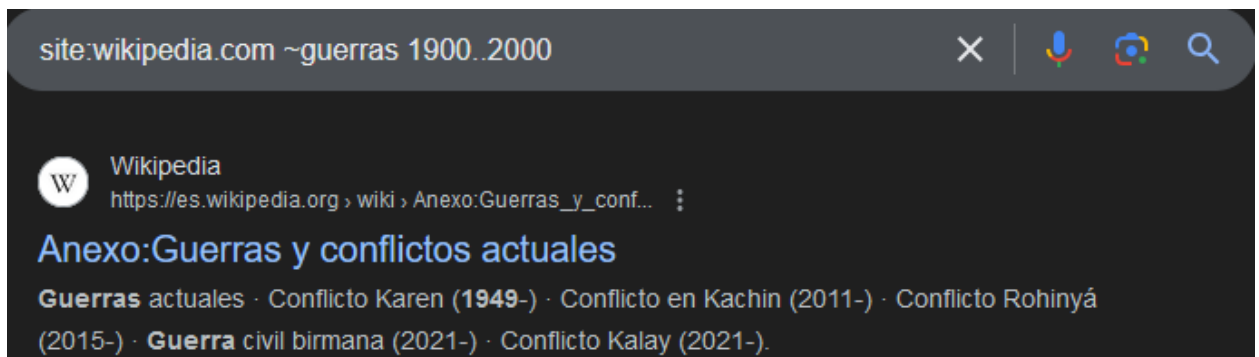 site:wikipedia.com ~guerras 1900..2000
W
Wikipedia
https://es.wikipedia.org › wiki › Anexo:Guerras_y_conf...
Anexo:Guerras y conflictos actuales
Guerras actuales · Conflicto Karen (1949-) · Conflicto en Kachin (2011-) · Conflicto Rohinyá
(2015-) · Guerra civil birmana (2021-) · Conflicto Kalay (2021-).